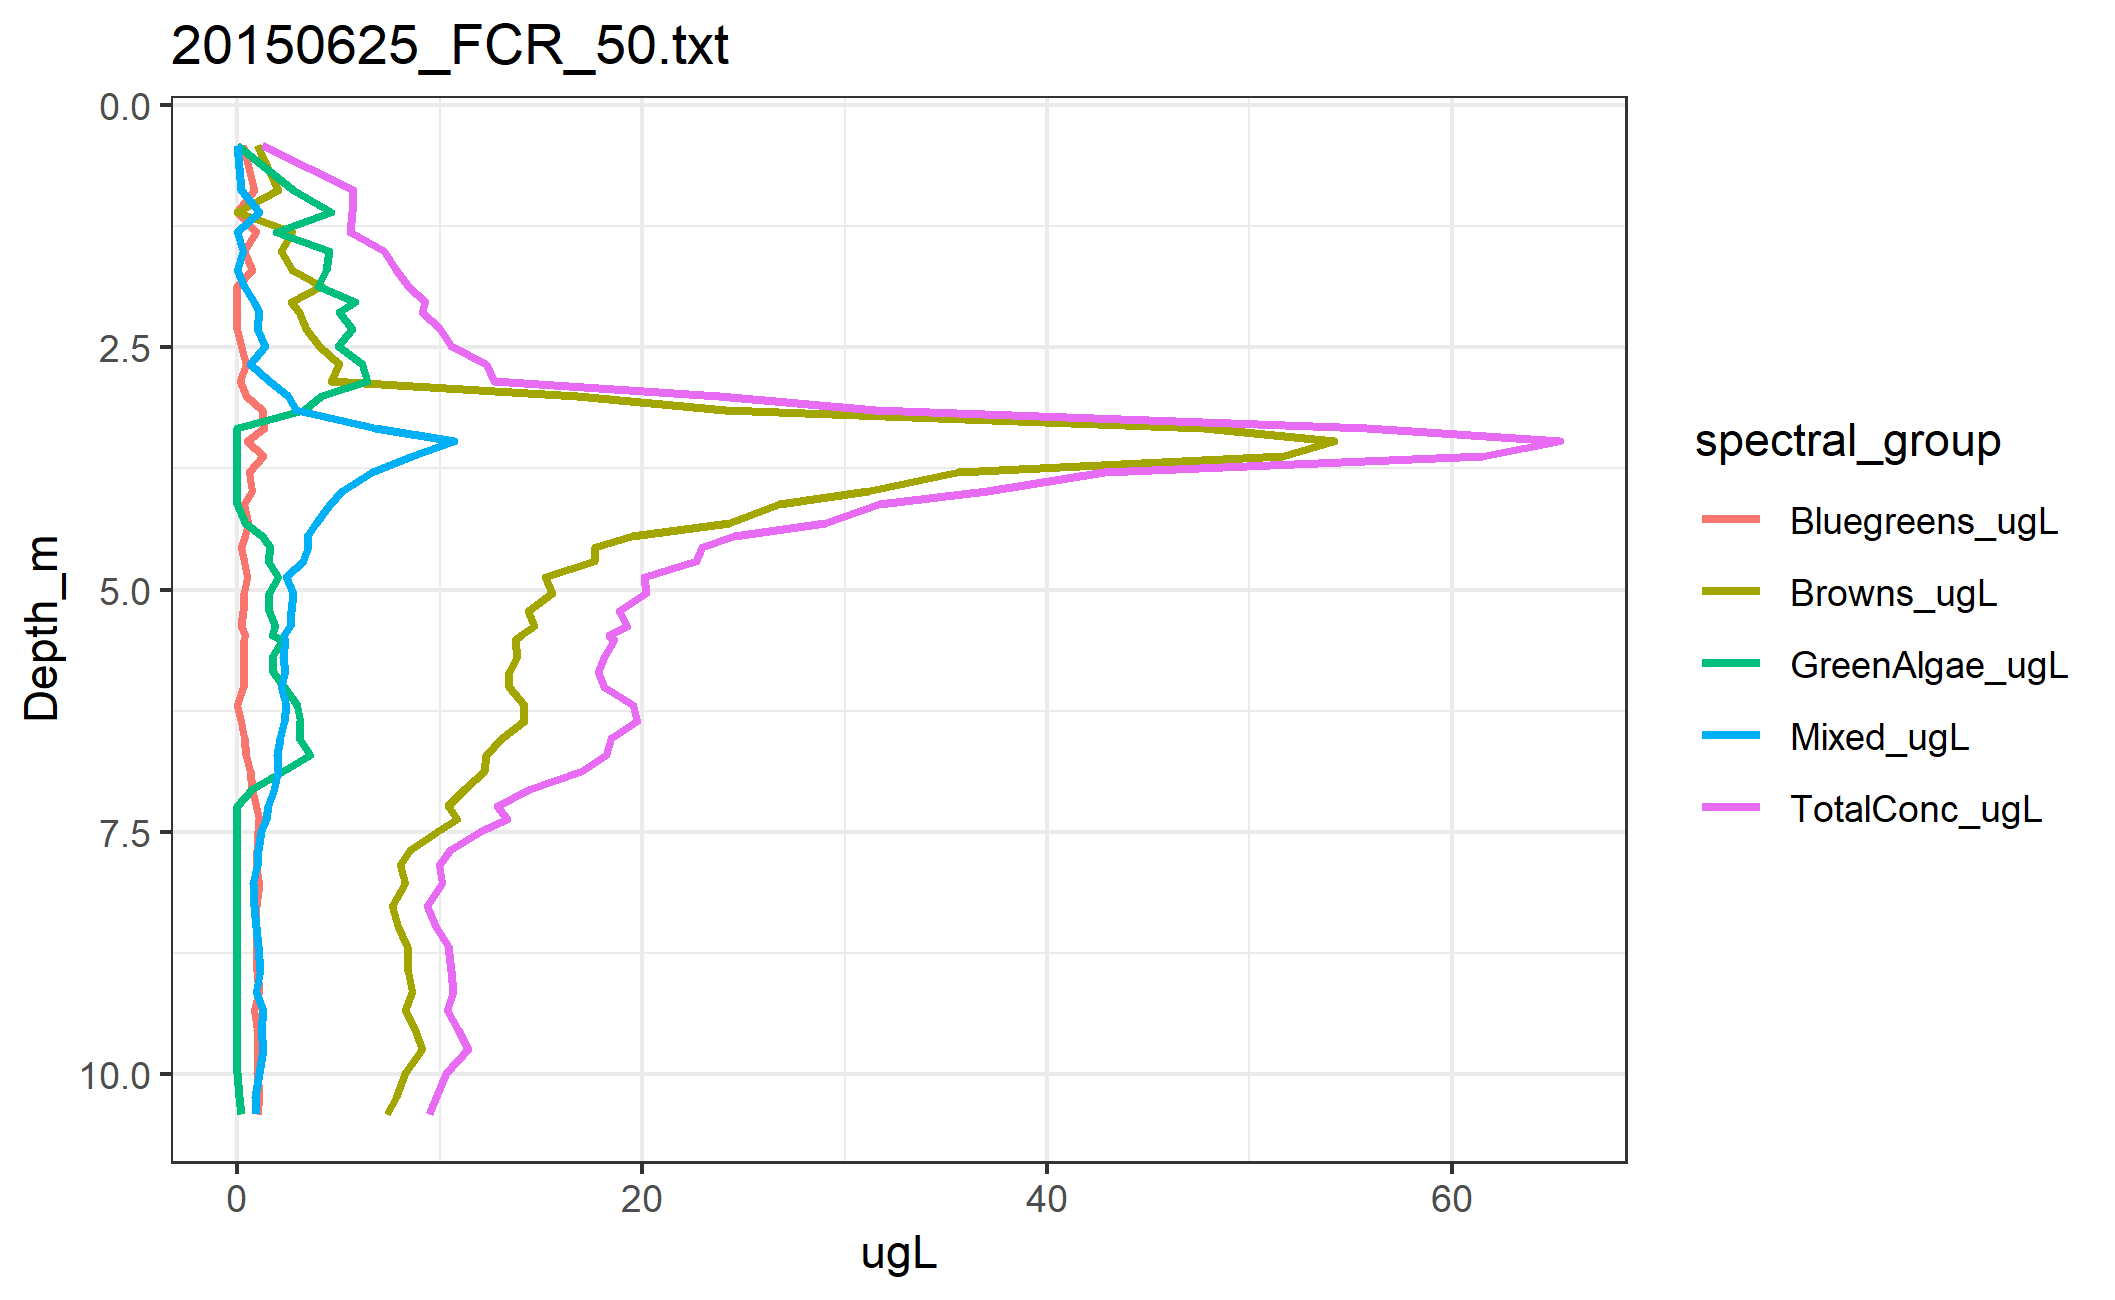 20150625_FCR_50.txt
0.0
2.5
5.0
7.5
10.0
Depth_m
0 20 40 60
ugL
spectral_group
Bluegreens_ugL
Browns_ugL
GreenAlgae_ugL
Mixed_ugL
TotalConc_ugL